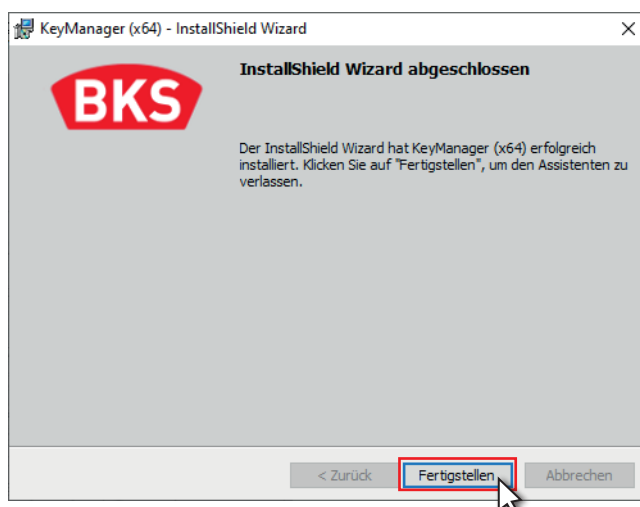 KeyManager (x64) - InstallShield Wizard
BKS
InstallShield Wizard abgeschlossen
Der InstallShield Wizard hat KeyManager (x64) erfolgreich
installiert. Klicken Sie auf "Fertigstellen", um den Assistenten zu
verlassen.
< Zurück Fertigstellen Abbrechen